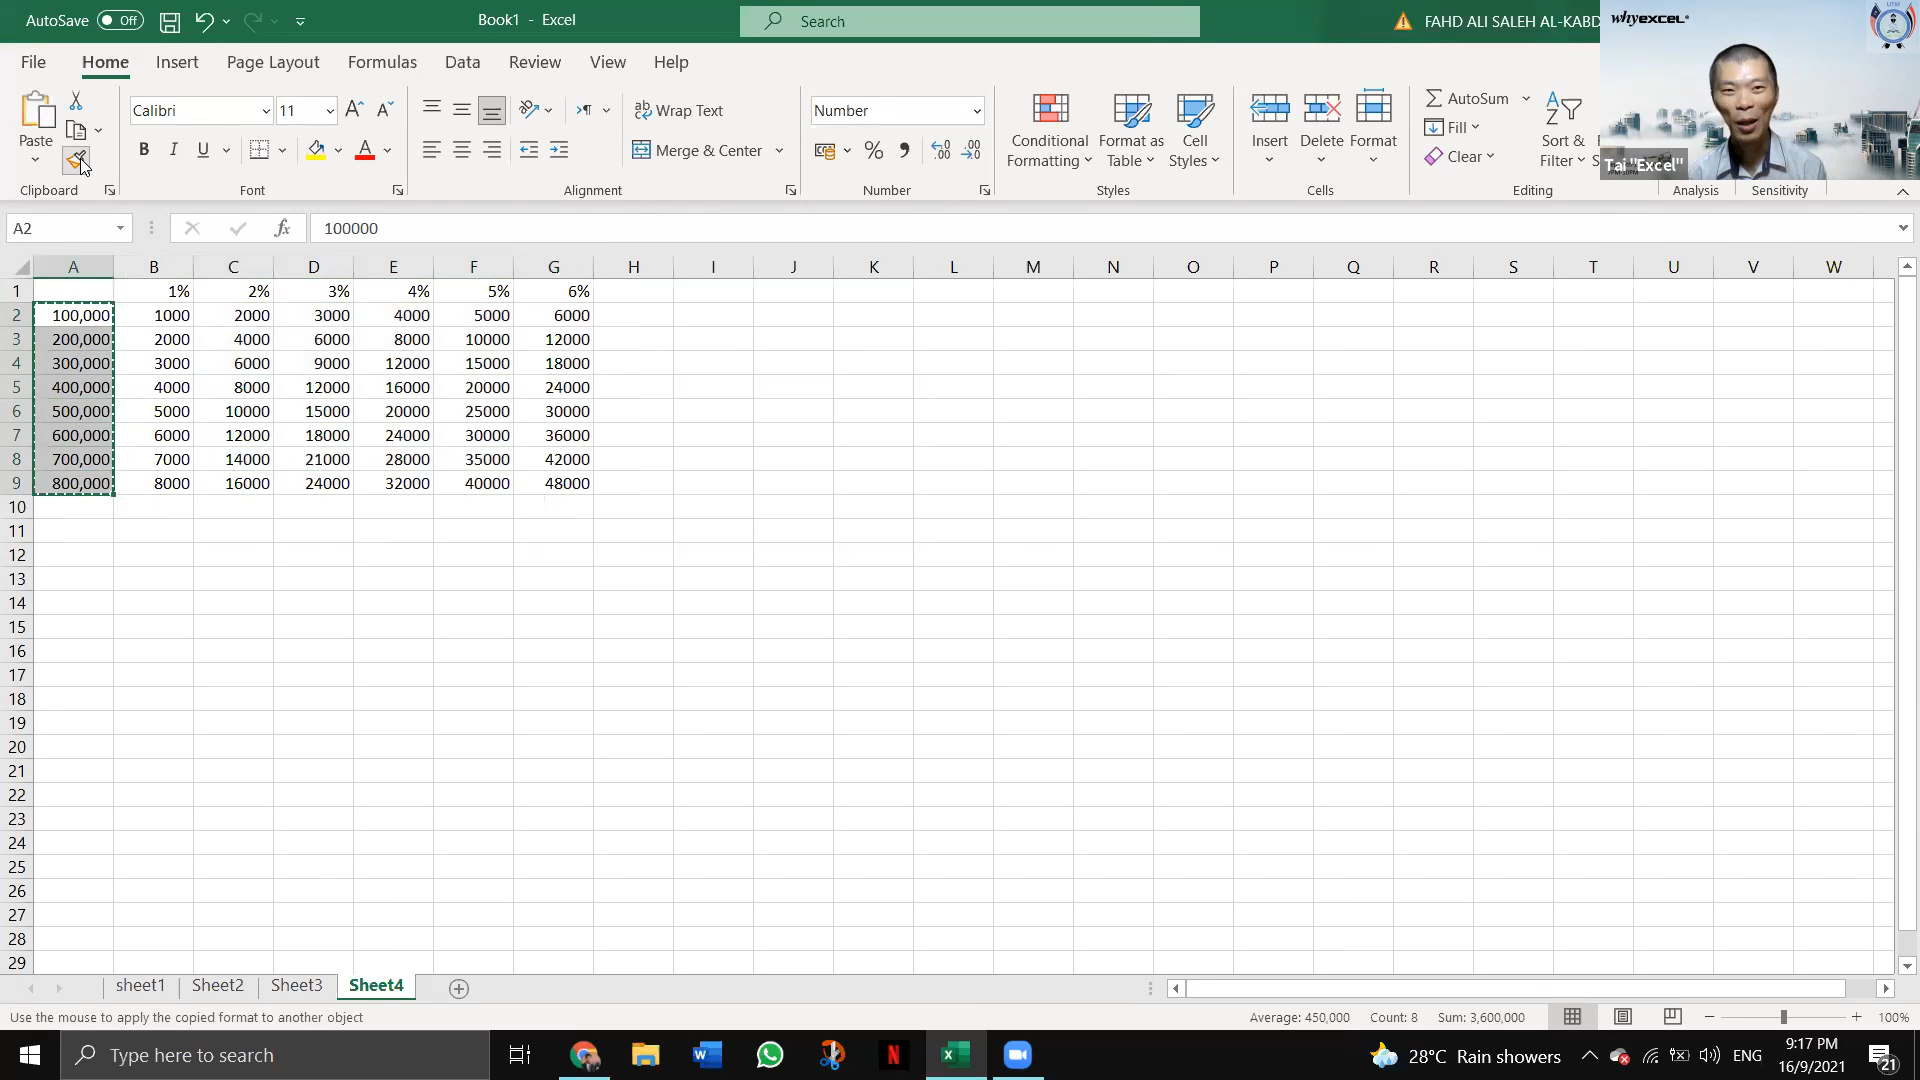 AutoSave Off
Book1 - Excel
Search
FAHD ALI SALEH AL-KABD
whyexcel
UTM
File Home Insert Page Layout Formulas Data Review View Help
Calibri 11
Wrap Text
Number
AutoSum
Paste
Conditional Formatting
Format as Table
Cell Styles
Insert Delete Format
Fill
Sort & Filter
Merge & Center
Clear
Tai "Excel"
Clipboard Font Alignment Number Styles Cells Editing Analysis Sensitivity
A2 fx 100000
A B C D E F G H I J K L M N O P Q R S T U V W
1 1% 2% 3% 4% 5% 6%
2 100,000 1000 2000 3000 4000 5000 6000
3 200,000 2000 4000 6000 8000 10000 12000
4 300,000 3000 6000 9000 12000 15000 18000
5 400,000 4000 8000 12000 16000 20000 24000
6 500,000 5000 10000 15000 20000 25000 30000
7 600,000 6000 12000 18000 24000 30000 36000
8 700,000 7000 14000 21000 28000 35000 42000
9 800,000 8000 16000 24000 32000 40000 48000
10
11
12
13
14
15
16
17
18
19
20
21
22
23
24
25
26
27
28
29
sheet1 Sheet2 Sheet3 Sheet4
Use the mouse to apply the copied format to another object
Average: 450,000 Count: 8 Sum: 3,600,000 100%
Type here to search
28°C Rain showers
ENG
9:17 PM
16/9/2021
21